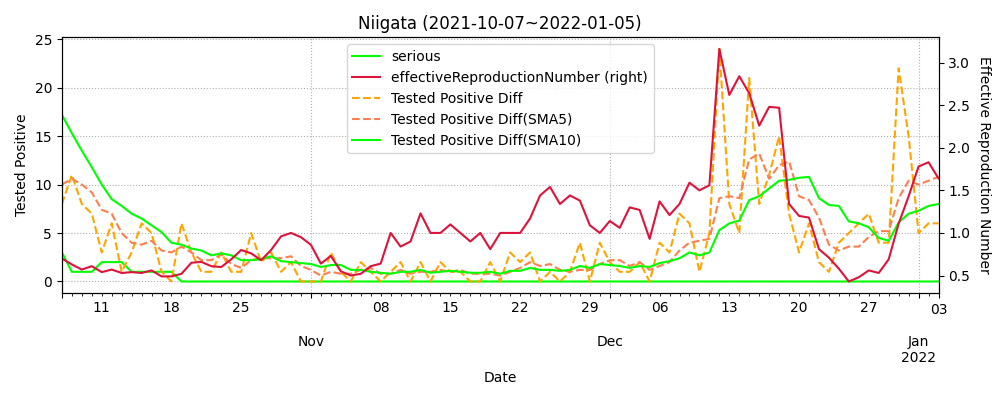 Niigata (2021-10-07~2022-01-05)
serious
effectiveReproductionNumber (right)
Tested Positive Diff
Tested Positive Diff(SMA5)
Tested Positive Diff(SMA10)
Tested Positive
25
20
15
10
5
0
3.0
2.5
2.0
1.5
1.0
0.5
Effective Reproduction Number
11 18 25 08 15 22 29 06 13 20 27 03
Nov Dec Jan
2022
Date